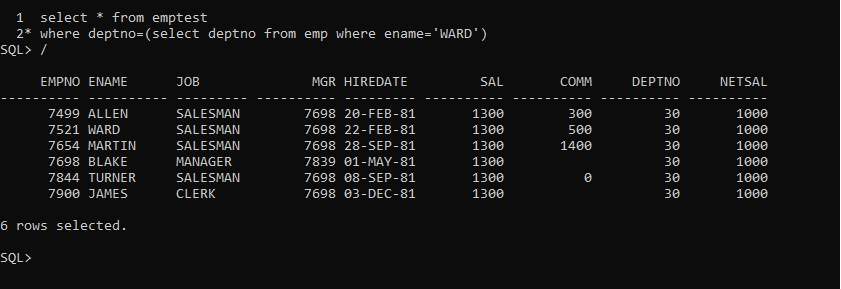 1  select * from emptest
  2* where deptno=(select deptno from emp where ename='WARD')
SQL> /
     EMPNO ENAME      JOB              MGR HIREDATE         SAL       COMM     DEPTNO     NETSAL
---------- ---------- --------- ---------- --------- ---------- ---------- ---------- ----------
      7499 ALLEN      SALESMAN        7698 20-FEB-81       1300        300         30       1000
      7521 WARD       SALESMAN        7698 22-FEB-81       1300        500         30       1000
      7654 MARTIN     SALESMAN        7698 28-SEP-81       1300       1400         30       1000
      7698 BLAKE      MANAGER         7839 01-MAY-81       1300                    30       1000
      7844 TURNER     SALESMAN        7698 08-SEP-81       1300          0         30       1000
      7900 JAMES      CLERK           7698 03-DEC-81       1300                    30       1000
6 rows selected.
SQL>